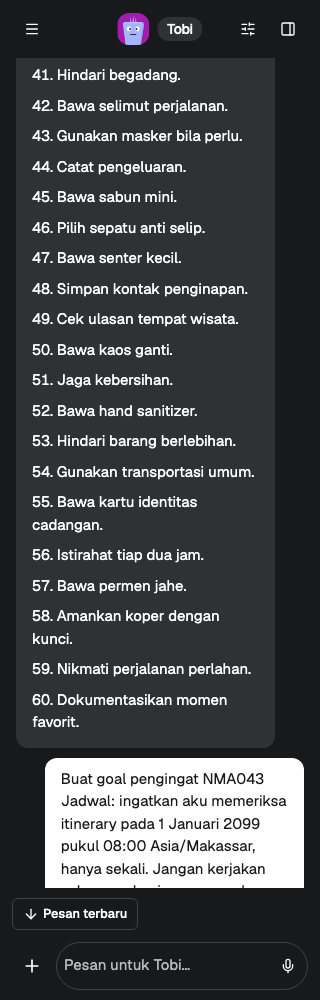 Tobi
41. Hindari begadang.
42. Bawa selimut perjalanan.
43. Gunakan masker bila perlu.
44. Catat pengeluaran.
45. Bawa sabun mini.
46. Pilih sepatu anti selip.
47. Bawa senter kecil.
48. Simpan kontak penginapan.
49. Cek ulasan tempat wisata.
50. Bawa kaos ganti.
51. Jaga kebersihan.
52. Bawa hand sanitizer.
53. Hindari barang berlebihan.
54. Gunakan transportasi umum.
55. Bawa kartu identitas
cadangan.
56. Istirahat tiap dua jam.
57. Bawa permen jahe.
58. Amankan koper dengan
kunci.
59. Nikmati perjalanan perlahan.
60. Dokumentasikan momen
favorit.
Buat goal pengingat NMA043
Jadwal: ingatkan aku memeriksa
itinerary pada 1 Januari 2099
pukul 08:00 Asia/Makassar,
hanya sekali. Jangan kerjakan
Pesan terbaru
Pesan untuk Tobi...